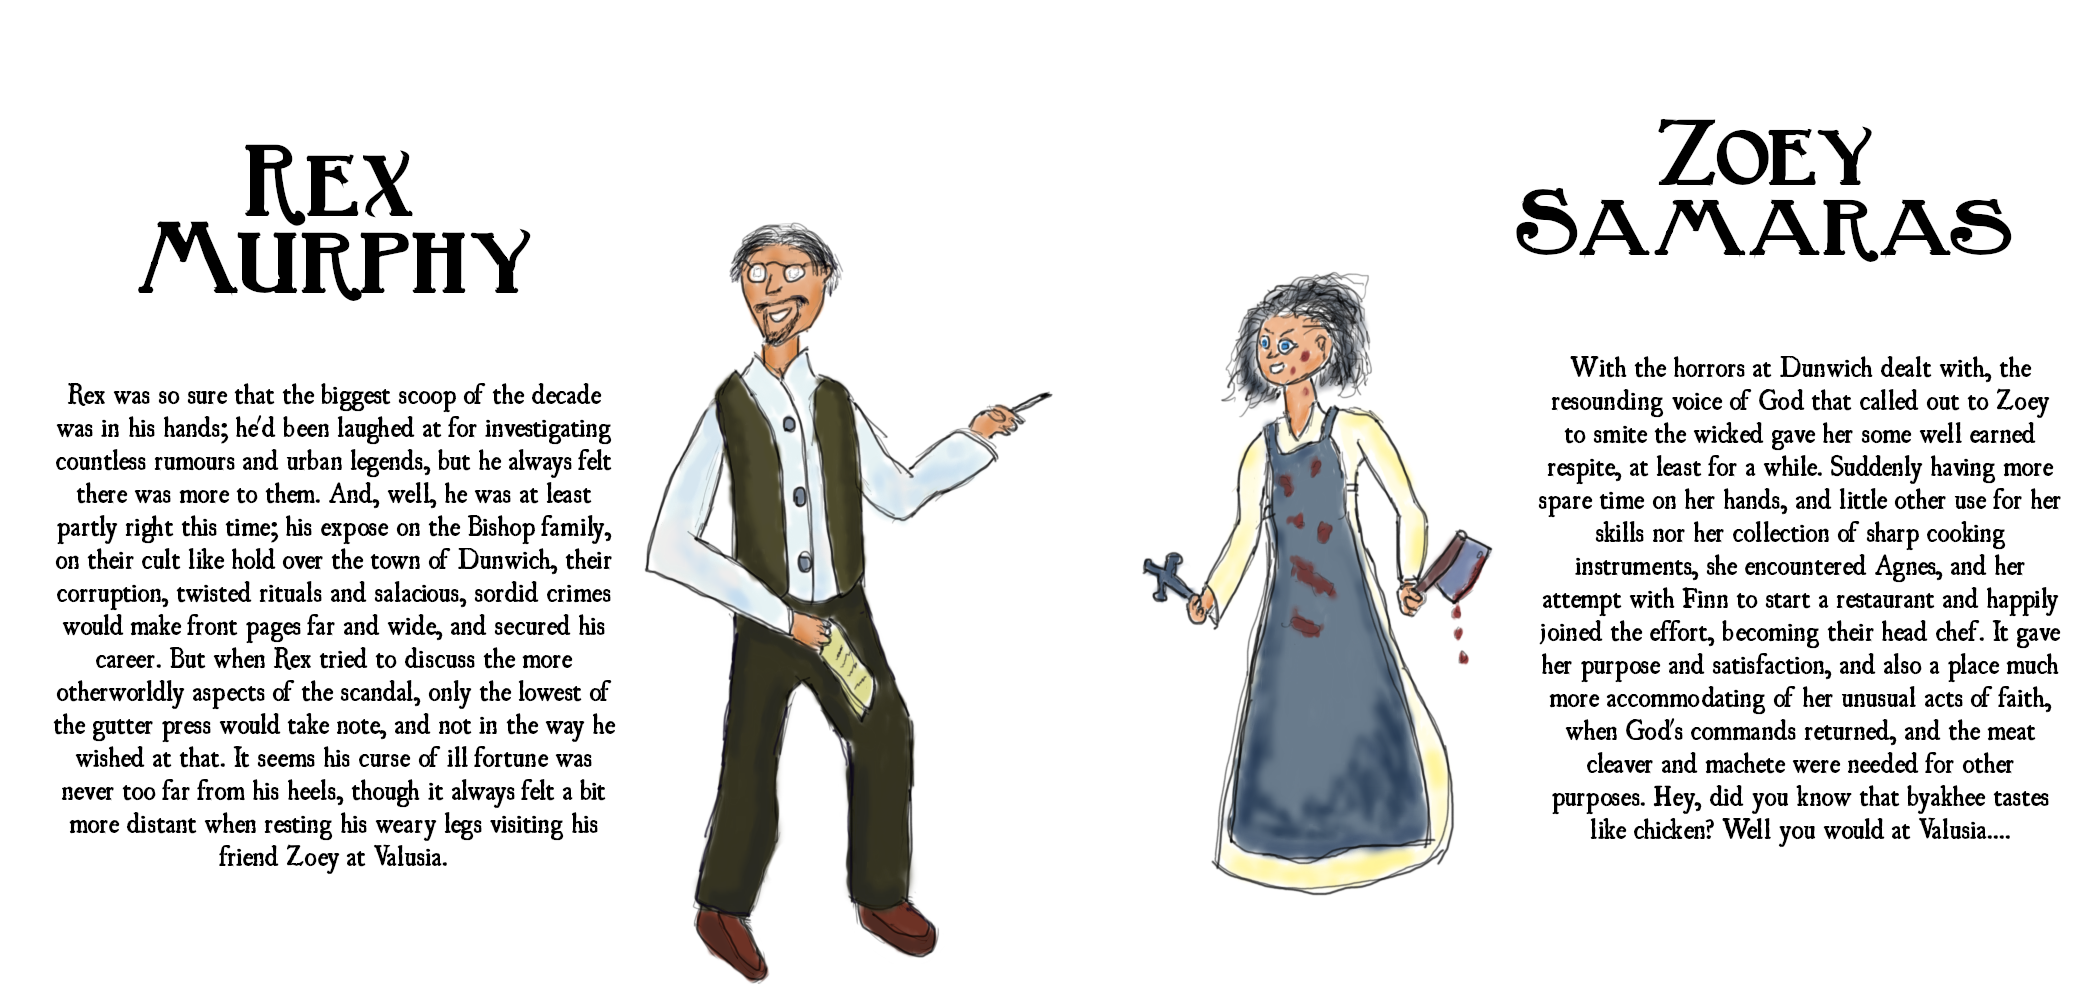 Rex
Murphy
Rex was so sure that the biggest scoop of the decade
was in his hands; he'd been laughed at for investigating
countless rumours and urban legends, but he always felt
there was more to them. And, well, he was at least
partly right this time; his expose on the Bishop family,
on their cult like hold over the town of Dunwich, their
corruption, twisted rituals and salacious, sordid crimes
would make front pages far and wide, and secured his
career. But when Rex tried to discuss the more
otherworldly aspects of the scandal, only the lowest of
the gutter press would take note, and not in the way he
wished at that. It seems his curse of ill fortune was
never too far from his heels, though it always felt a bit
more distant when resting his weary legs visiting his
friend Zoey at Valusia.
Zoey
Samaras
With the horrors at Dunwich dealt with, the
resounding voice of God that called out to Zoey
to smite the wicked gave her some well earned
respite, at least for a while. Suddenly having more
spare time on her hands, and little other use for her
skills nor her collection of sharp cooking
instruments, she encountered Agnes, and her
attempt with Finn to start a restaurant and happily
joined the effort, becoming their head chef. It gave
her purpose and satisfaction, and also a place much
more accommodating of her unusual acts of faith,
when God's commands returned, and the meat
cleaver and machete were needed for other
purposes. Hey, did you know that byakhee tastes
like chicken? Well you would at Valusia....